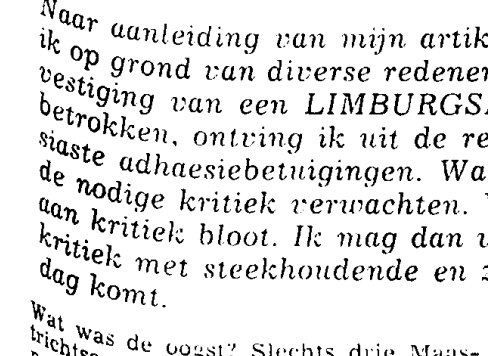 Naar aanleiding van mijn artik
ik op grond van diverse redener
vestiging van een LIMBURGS
betrokken, ontving ik uit de re
siaste adhaesiebetuigingen. Wa
de nodige kritiek verwachten.
aan kritiek bloot. Ik mag dan
kritiek met steekhoudende en
dag komt.
Wat was de oogst? Slechts drie Maas-